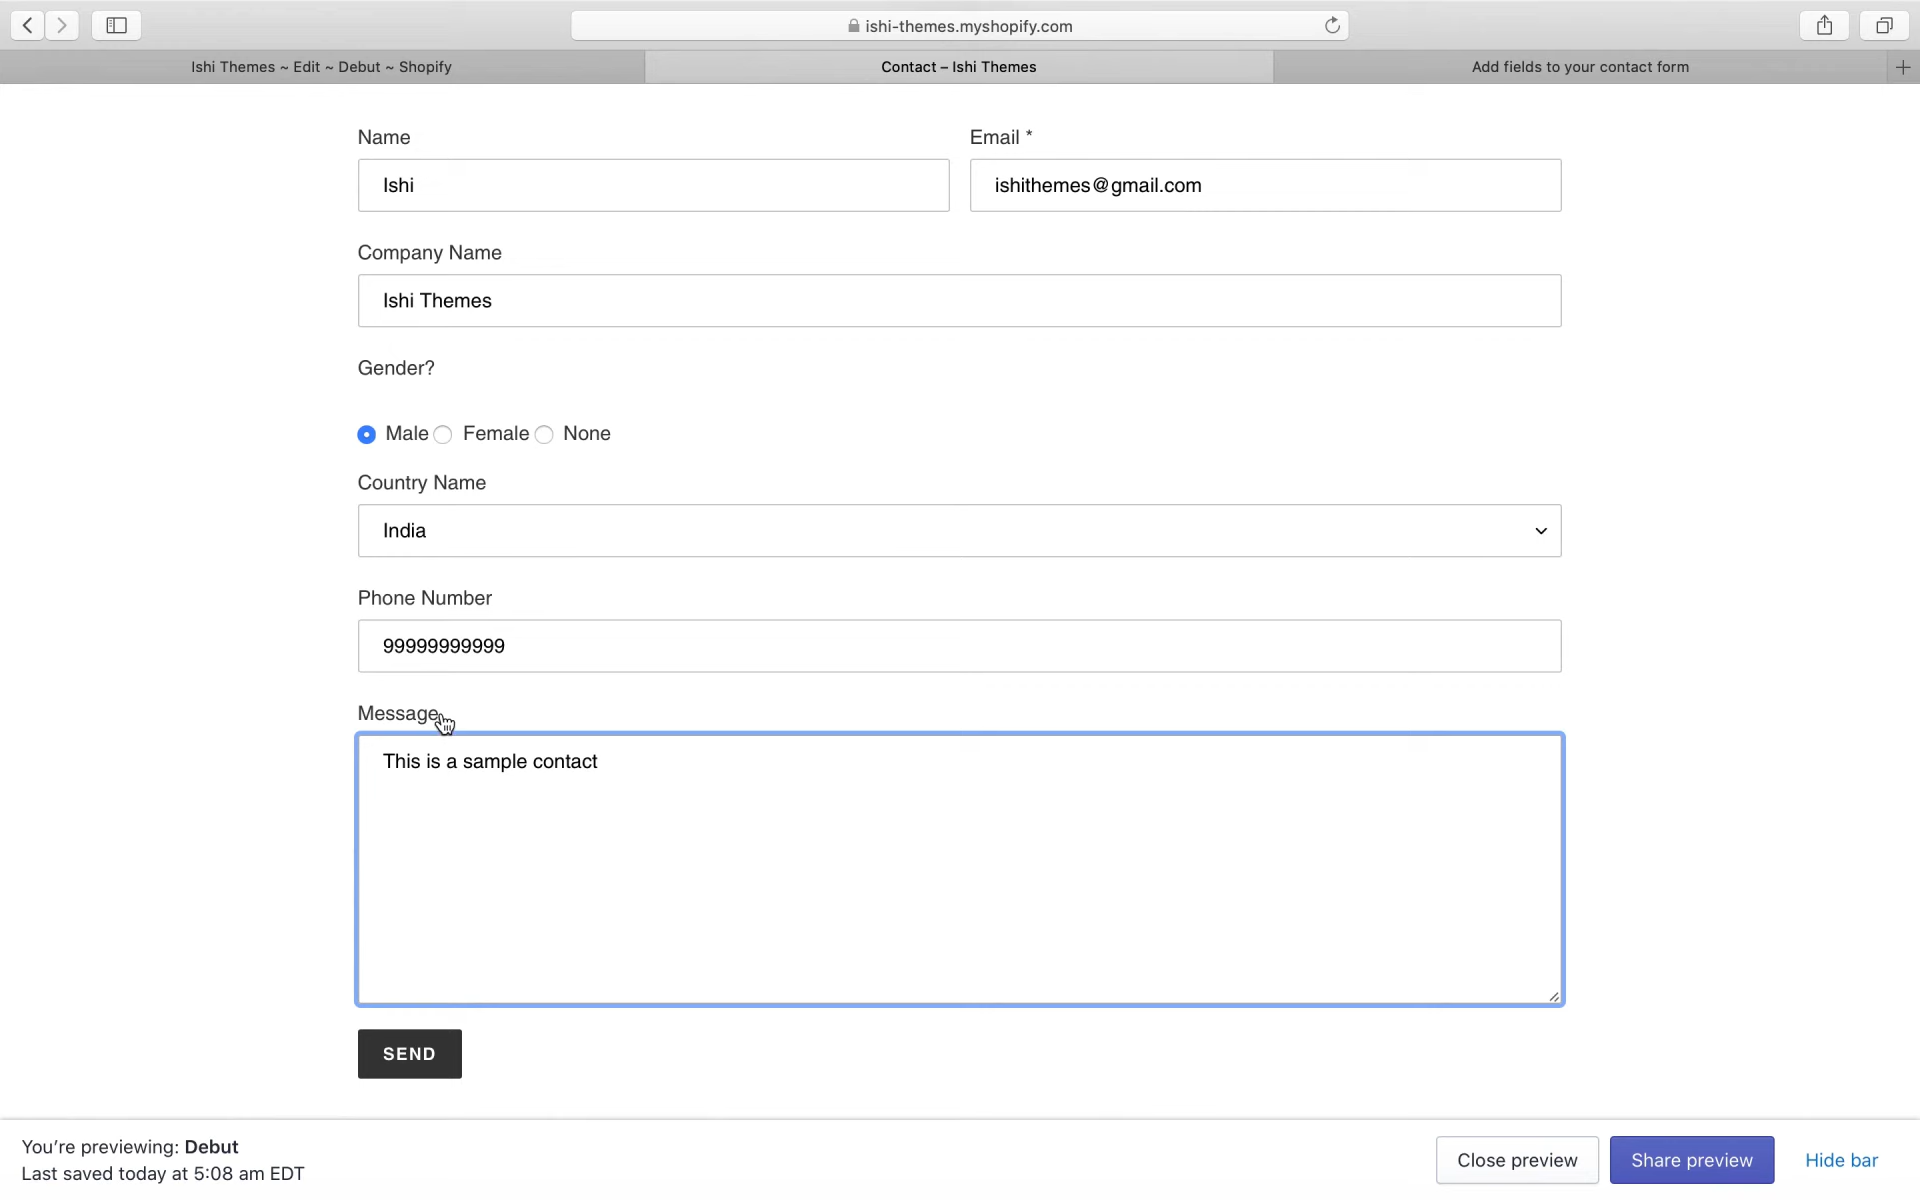 ishi-themes.myshopify.com
Ishi Themes ~ Edit ~ Debut ~ Shopify
Contact – Ishi Themes
Add fields to your contact form
Name
Email *
Ishi
ishithemes@gmail.com
Company Name
Ishi Themes
Gender?
Male Female None
Country Name
India
Phone Number
99999999999
Message
This is a sample contact
SEND
You're previewing: Debut
Last saved today at 5:08 am EDT
Close preview
Share preview
Hide bar